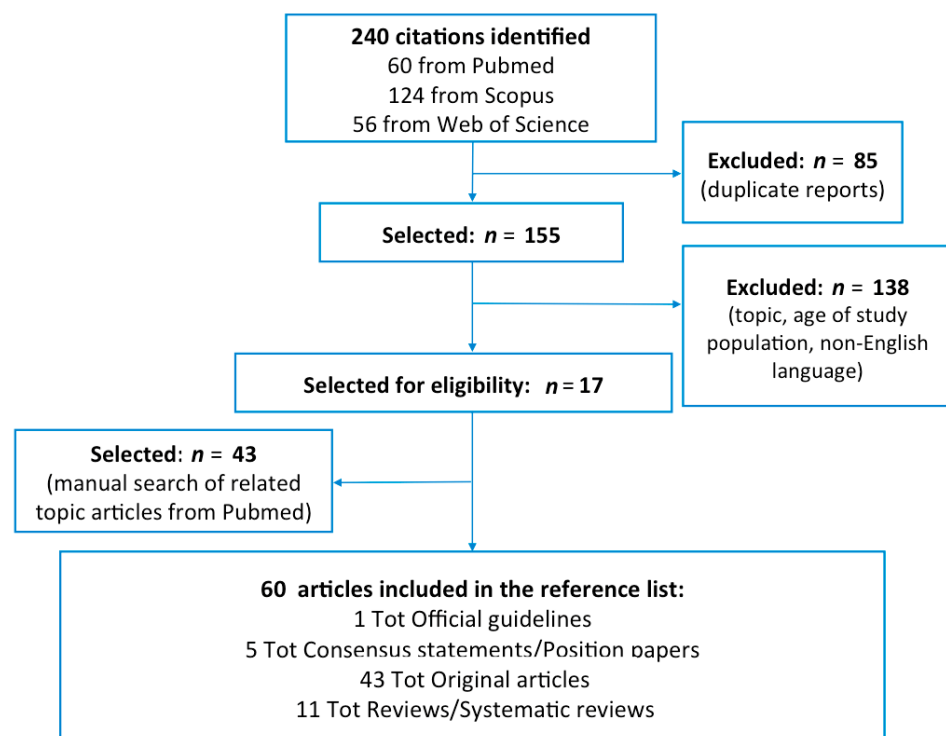 240 citations identified
60 from Pubmed
124 from Scopus
56 from Web of Science
Excluded: n = 85
(duplicate reports)
Selected: n = 155
Excluded: n = 138
(topic, age of study
population, non-English
language)
Selected for eligibility: n = 17
Selected: n = 43
(manual search of related
topic articles from Pubmed)
60 articles included in the reference list:
1 Tot Official guidelines
5 Tot Consensus statements/Position papers
43 Tot Original articles
11 Tot Reviews/Systematic reviews